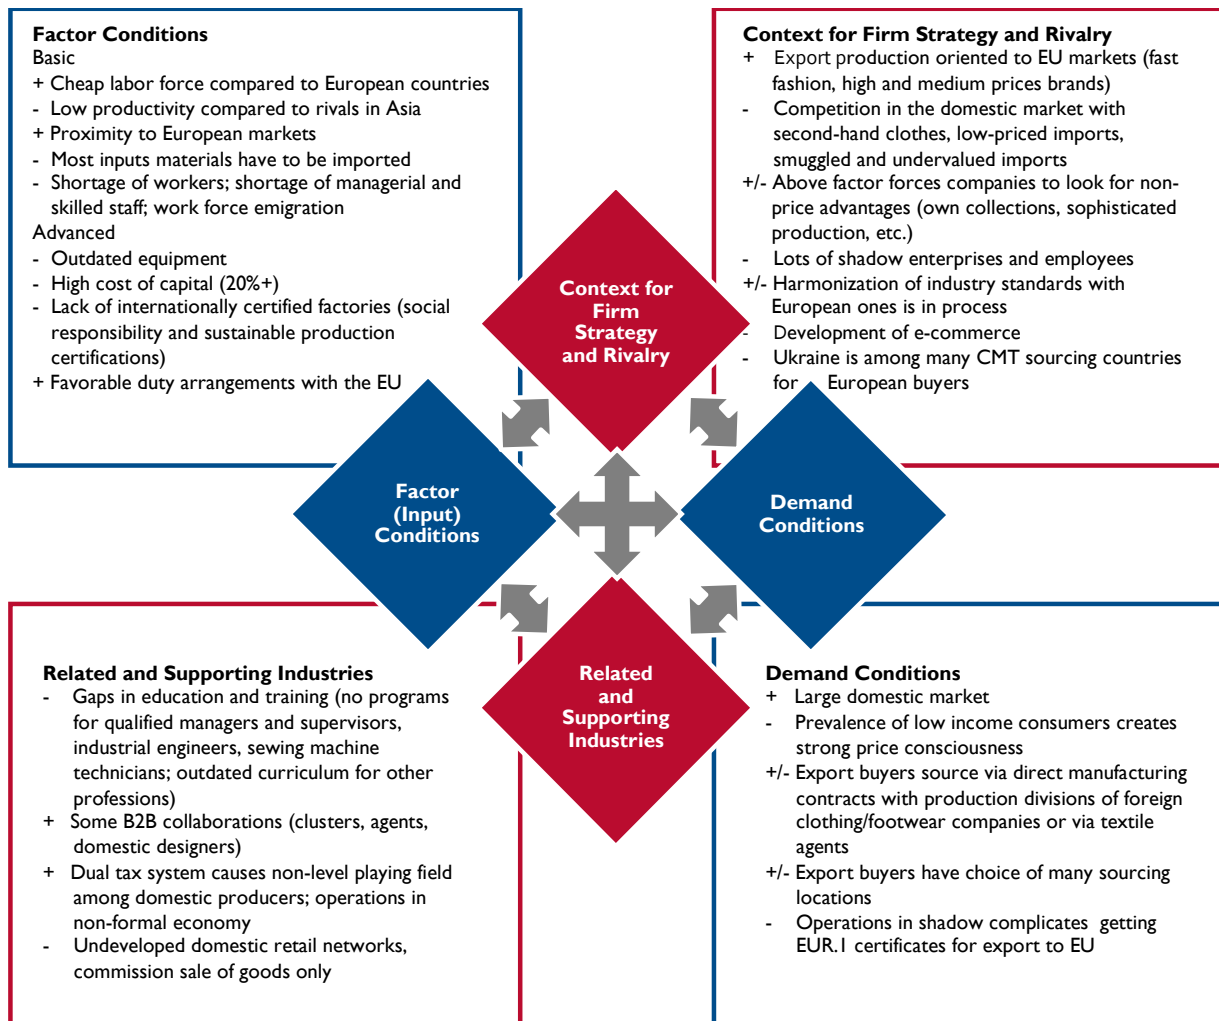 Factor Conditions
Basic
+ Cheap labor force compared to European countries
- Low productivity compared to rivals in Asia
+ Proximity to European markets
- Most inputs materials have to be imported
- Shortage of workers; shortage of managerial and
skilled staff; work force emigration
Advanced
- Outdated equipment
- High cost of capital (20%+)
- Lack of internationally certified factories (social
responsibility and sustainable production
certifications)
+ Favorable duty arrangements with the EU
Context for Firm Strategy and Rivalry
+ Export production oriented to EU markets (fast
fashion, high and medium prices brands)
- Competition in the domestic market with
second-hand clothes, low-priced imports,
smuggled and undervalued imports
+/- Above factor forces companies to look for non-
price advantages (own collections, sophisticated
production, etc.)
- Lots of shadow enterprises and employees
+/- Harmonization of industry standards with
European ones is in process
- Development of e-commerce
- Ukraine is among many CMT sourcing countries
for European buyers
Context for
Firm
Strategy
and Rivalry
Factor
(Input)
Conditions
Demand
Conditions
Related
and
Supporting
Industries
Related and Supporting Industries
- Gaps in education and training (no programs
for qualified managers and supervisors,
industrial engineers, sewing machine
technicians; outdated curriculum for other
professions)
+ Some B2B collaborations (clusters, agents,
domestic designers)
+ Dual tax system causes non-level playing field
among domestic producers; operations in
non-formal economy
- Undeveloped domestic retail networks,
commission sale of goods only
Demand Conditions
+ Large domestic market
- Prevalence of low income consumers creates
strong price consciousness
+/- Export buyers source via direct manufacturing
contracts with production divisions of foreign
clothing/footwear companies or via textile
agents
+/- Export buyers have choice of many sourcing
locations
- Operations in shadow complicates getting
EUR.1 certificates for export to EU